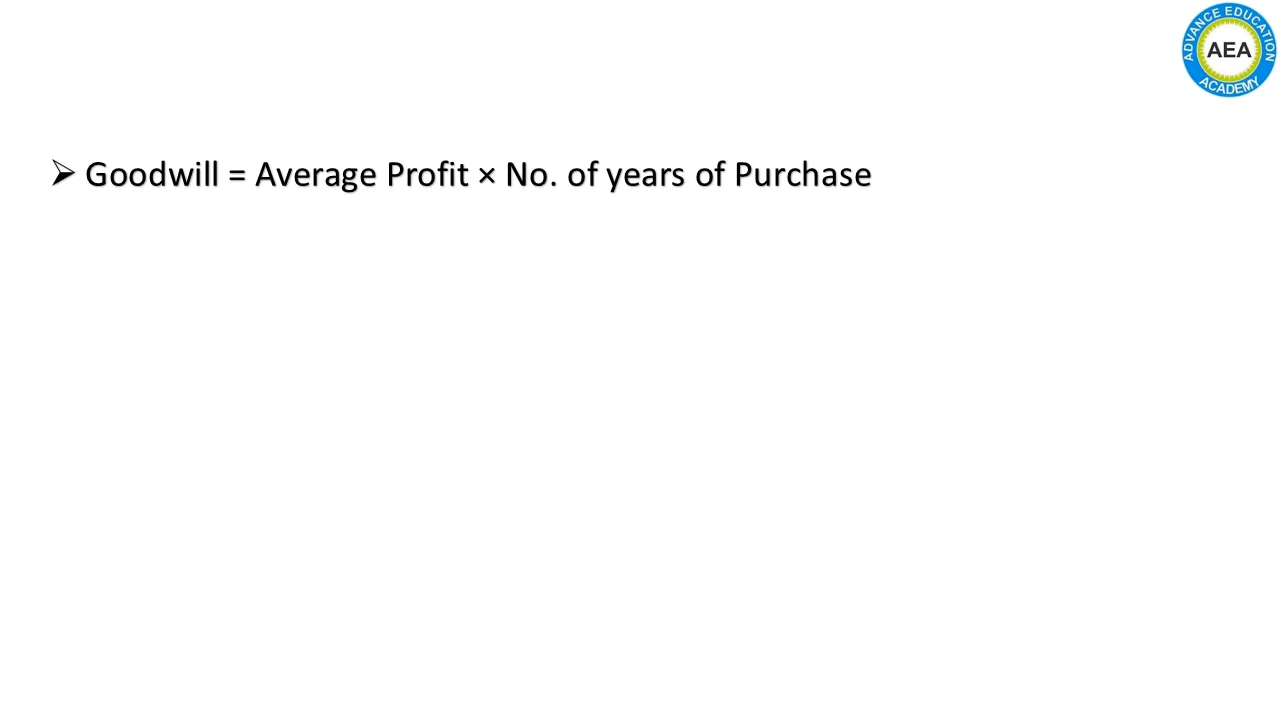 ADVANCE EDUCATION
AEA
ACADEMY
➢ Goodwill = Average Profit × No. of years of Purchase